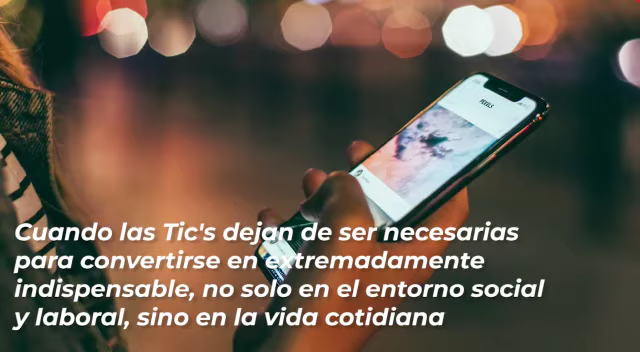 PIXELS
Cuando las Tic's dejan de ser necesarias
para convertirse en extremadamente
indispensable, no solo en el entorno social
y laboral, sino en la vida cotidiana